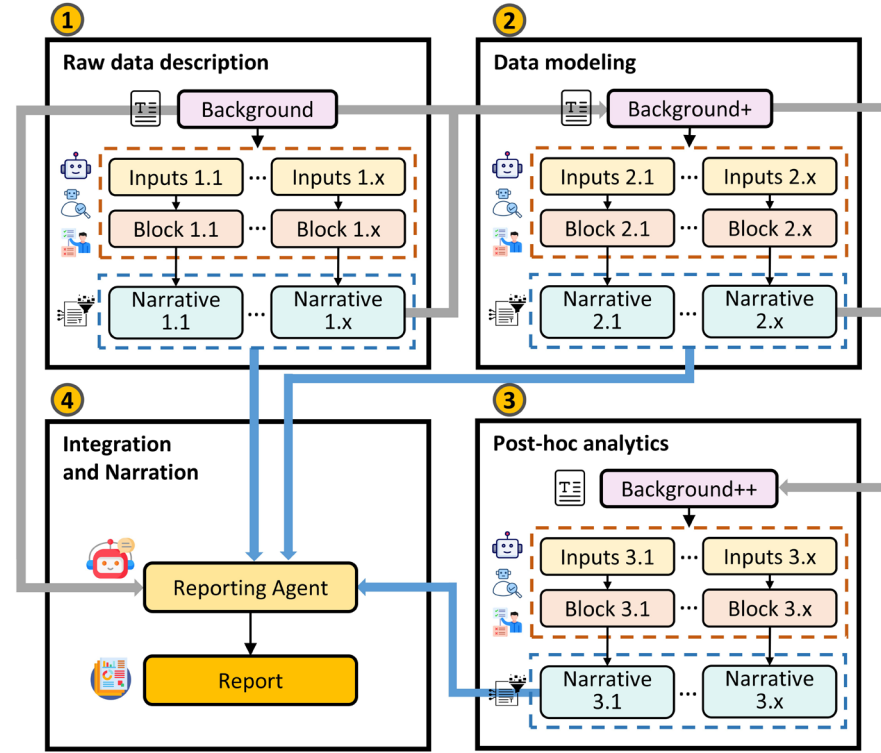 1
Raw data description
T
Background
Inputs 1.1 ... Inputs 1.x
Block 1.1 ... Block 1.x
Narrative 1.1 ... Narrative 1.x
2
Data modeling
T
Background+
Inputs 2.1 ... Inputs 2.x
Block 2.1 ... Block 2.x
Narrative 2.1 ... Narrative 2.x
4
Integration
and Narration
Reporting Agent
Report
3
Post-hoc analytics
T
Background++
Inputs 3.1 ... Inputs 3.x
Block 3.1 ... Block 3.x
Narrative 3.1 ... Narrative 3.x